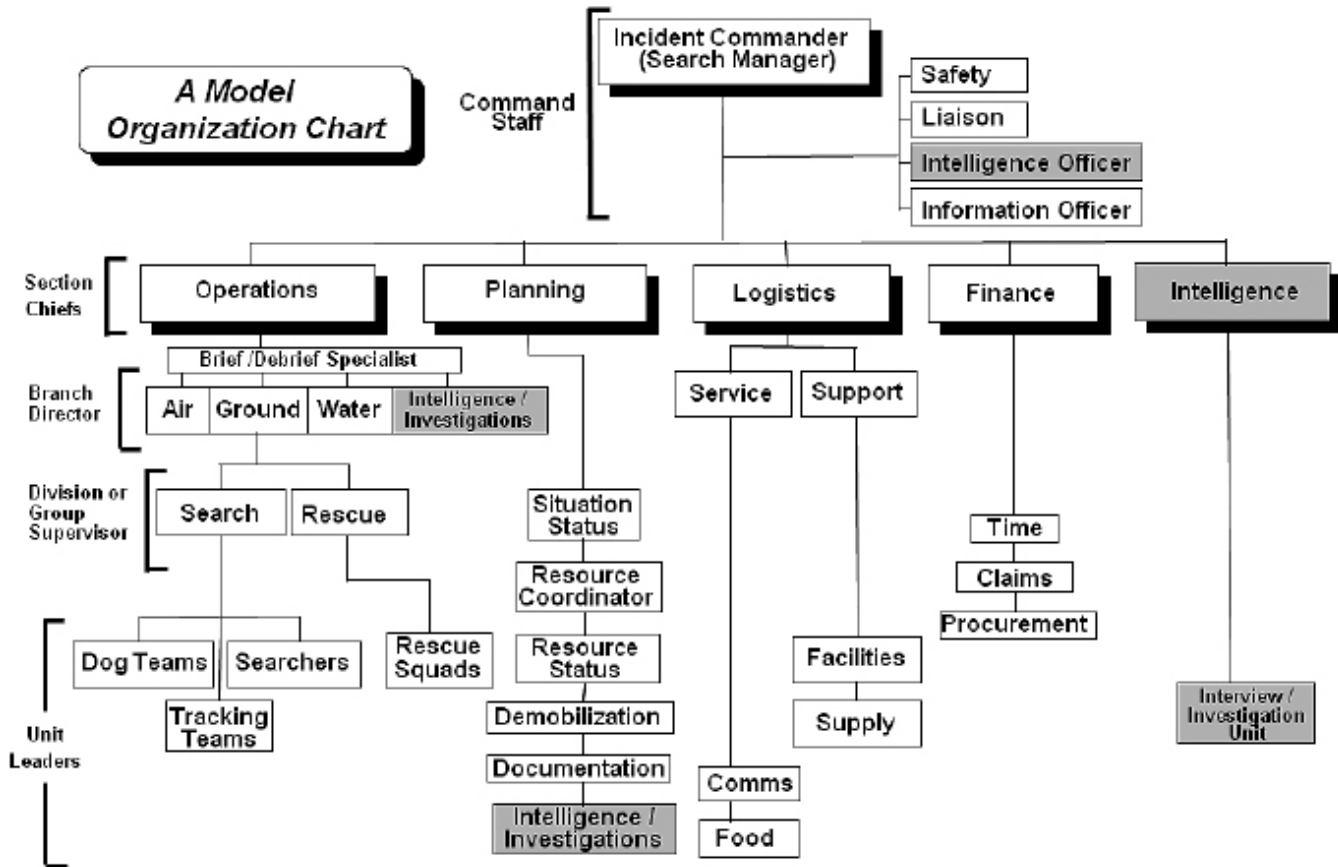 A Model
Organization Chart
Command
Staff
Incident Commander
(Search Manager)
Safety
Liaison
Intelligence Officer
Information Officer
Section
Chiefs
Operations
Planning
Logistics
Finance
Intelligence
Brief /Debrief Specialist
Branch
Director
Air
Ground
Water
Intelligence /
Investigations
Service
Support
Division or
Group
Supervisor
Search
Rescue
Situation
Status
Time
Resource
Coordinator
Claims
Procurement
Unit
Leaders
Dog Teams
Searchers
Tracking
Teams
Rescue
Squads
Resource
Status
Demobilization
Documentation
Intelligence /
Investigations
Facilities
Supply
Comms
Food
Interview /
Investigation
Unit